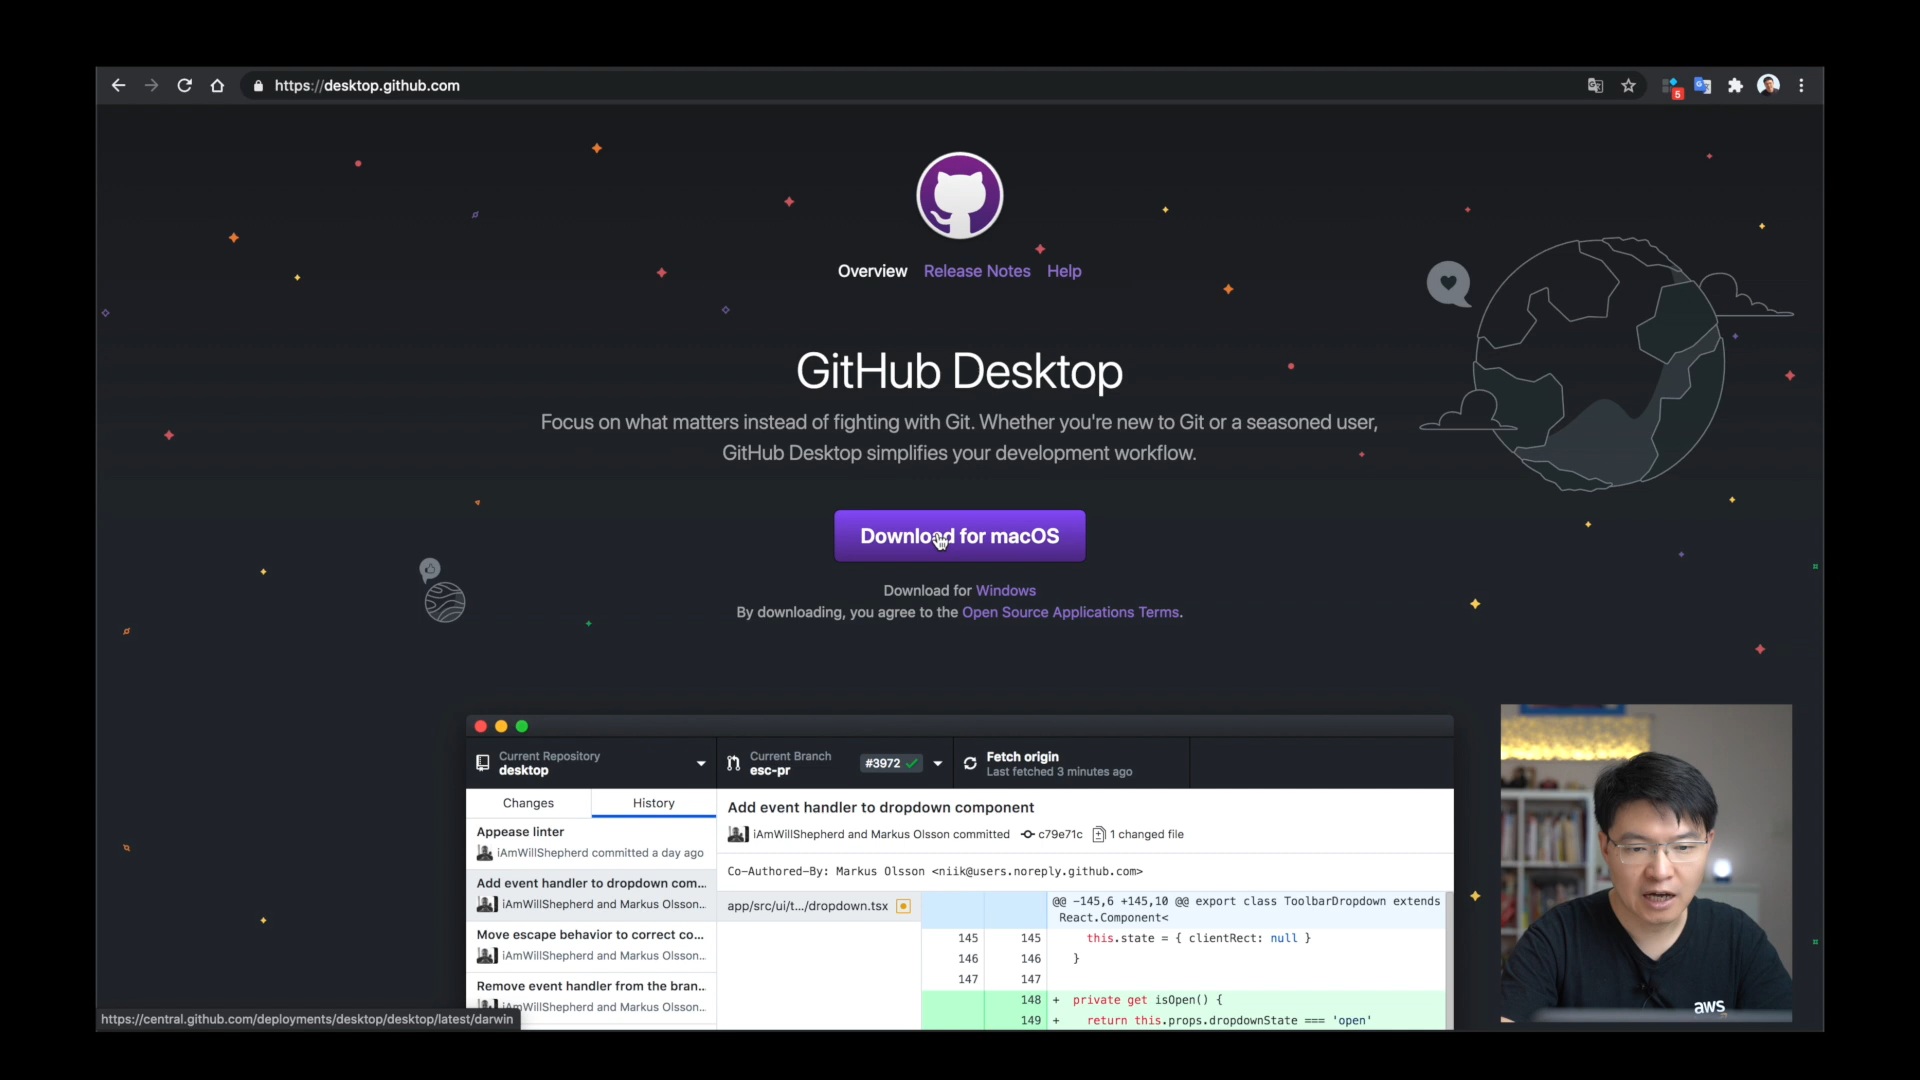 https://desktop.github.com
5
Overview Release Notes Help
GitHub Desktop
Focus on what matters instead of fighting with Git. Whether you're new to Git or a seasoned user,
GitHub Desktop simplifies your development workflow.
Download for macOS
Download for Windows
By downloading, you agree to the Open Source Applications Terms.
Current Repository
desktop
Current Branch
esc-pr
#3972
Fetch origin
Last fetched 3 minutes ago
Changes
History
Appease linter
iAmWillShepherd committed a day ago
Add event handler to dropdown com...
iAmWillShepherd and Markus Olsson...
Move escape behavior to correct co...
iAmWillShepherd and Markus Olsson...
Remove event handler from the bran...
iAmWillShepherd and Markus Olsson...
Add event handler to dropdown component
iAmWillShepherd and Markus Olsson committed c79e71c 1 changed file
Co-Authored-By: Markus Olsson <niik@users.noreply.github.com>
app/src/ui/t.../dropdown.tsx
@@ -145,6 +145,10 @@ export class ToolbarDropdown extends
React.Component<
145 145 this.state = { clientRect: null }
146 146 }
147 147
148 + private get isOpen() {
149 + return this.props.dropdownState === 'open'
https://central.github.com/deployments/desktop/desktop/latest/darwin
aws